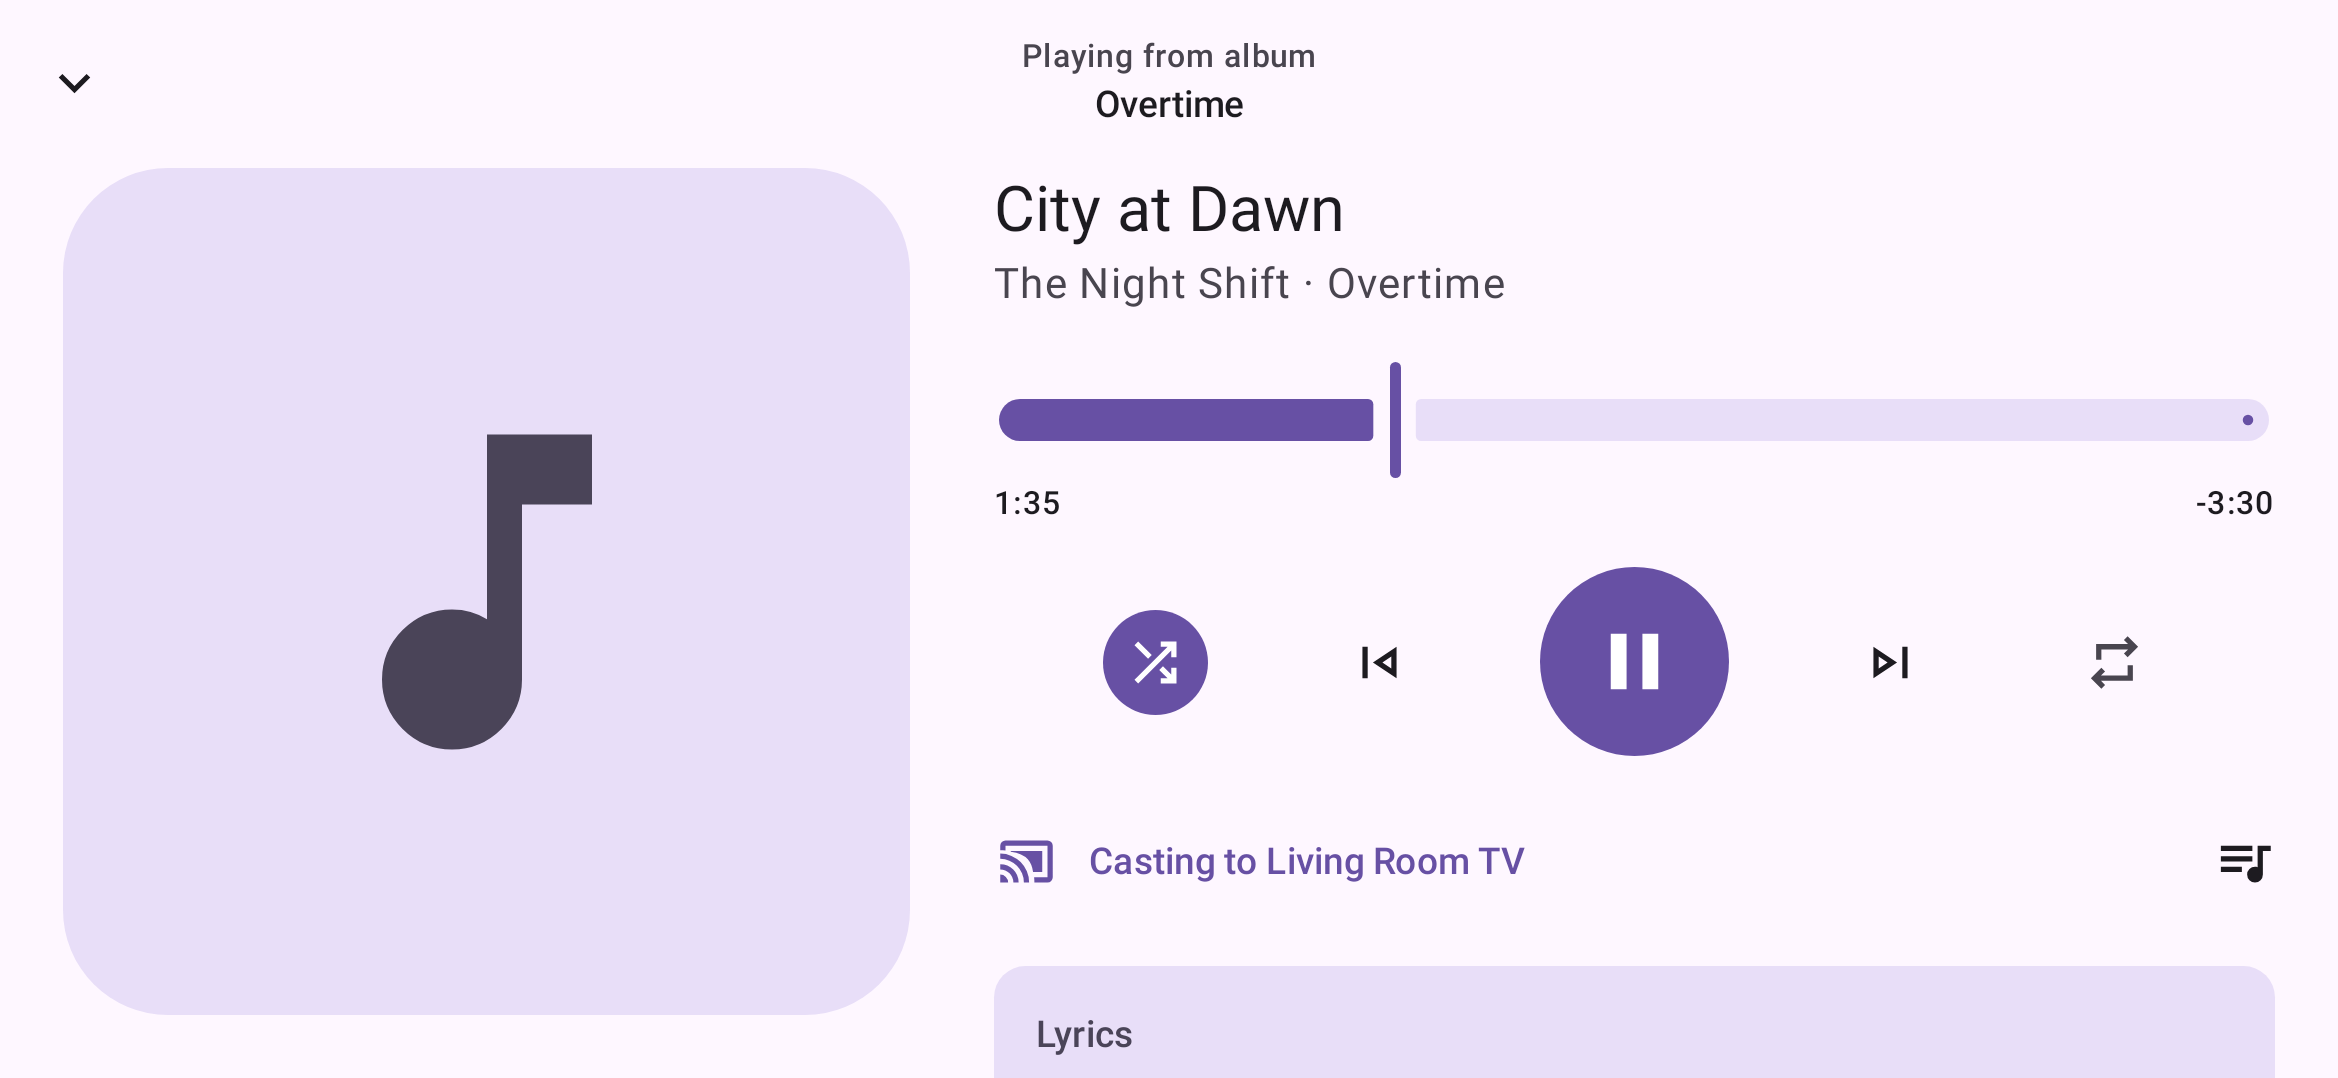 Playing from album
Overtime
City at Dawn
The Night Shift · Overtime
1:35
-3:30
Casting to Living Room TV
Lyrics